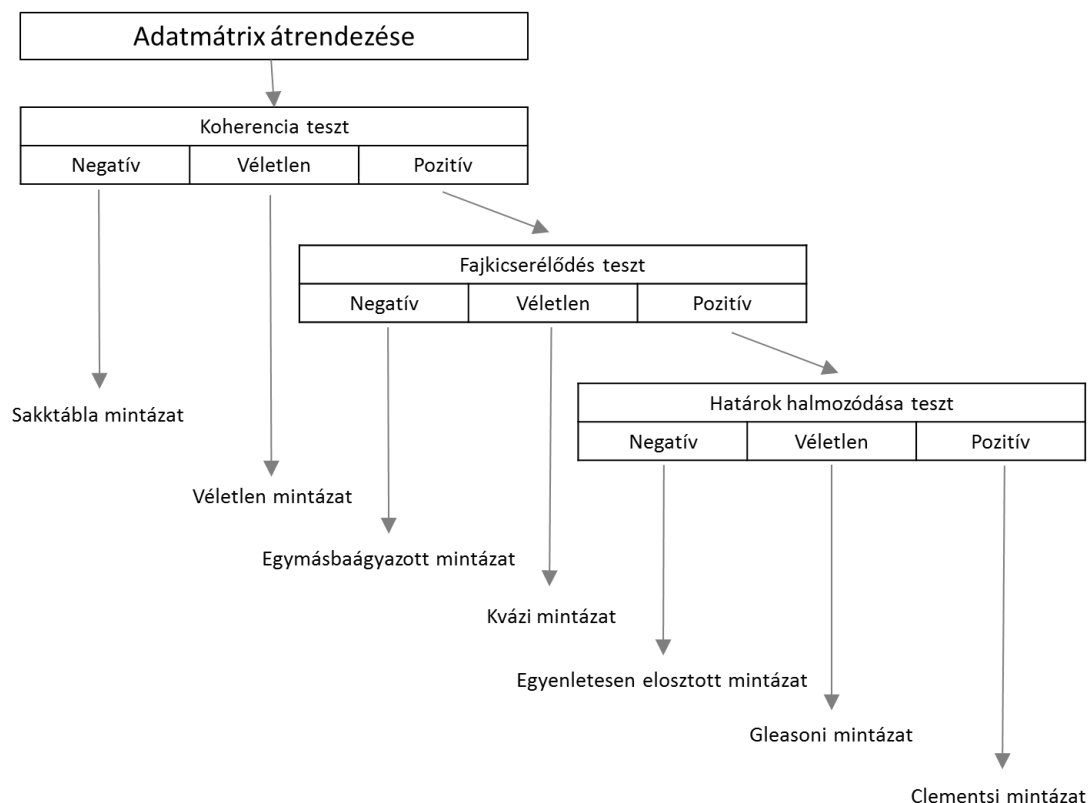 Adatmátrix átrendezése
Koherencia teszt
Negatív Véletlen Pozitív
Fajkicserélődés teszt
Negatív Véletlen Pozitív
Határok halmozódása teszt
Negatív Véletlen Pozitív
Sakktábla mintázat
Véletlen mintázat
Egymásbaágyazott mintázat
Kvázi mintázat
Egyenletesen elosztott mintázat
Gleasoni mintázat
Clementsi mintázat